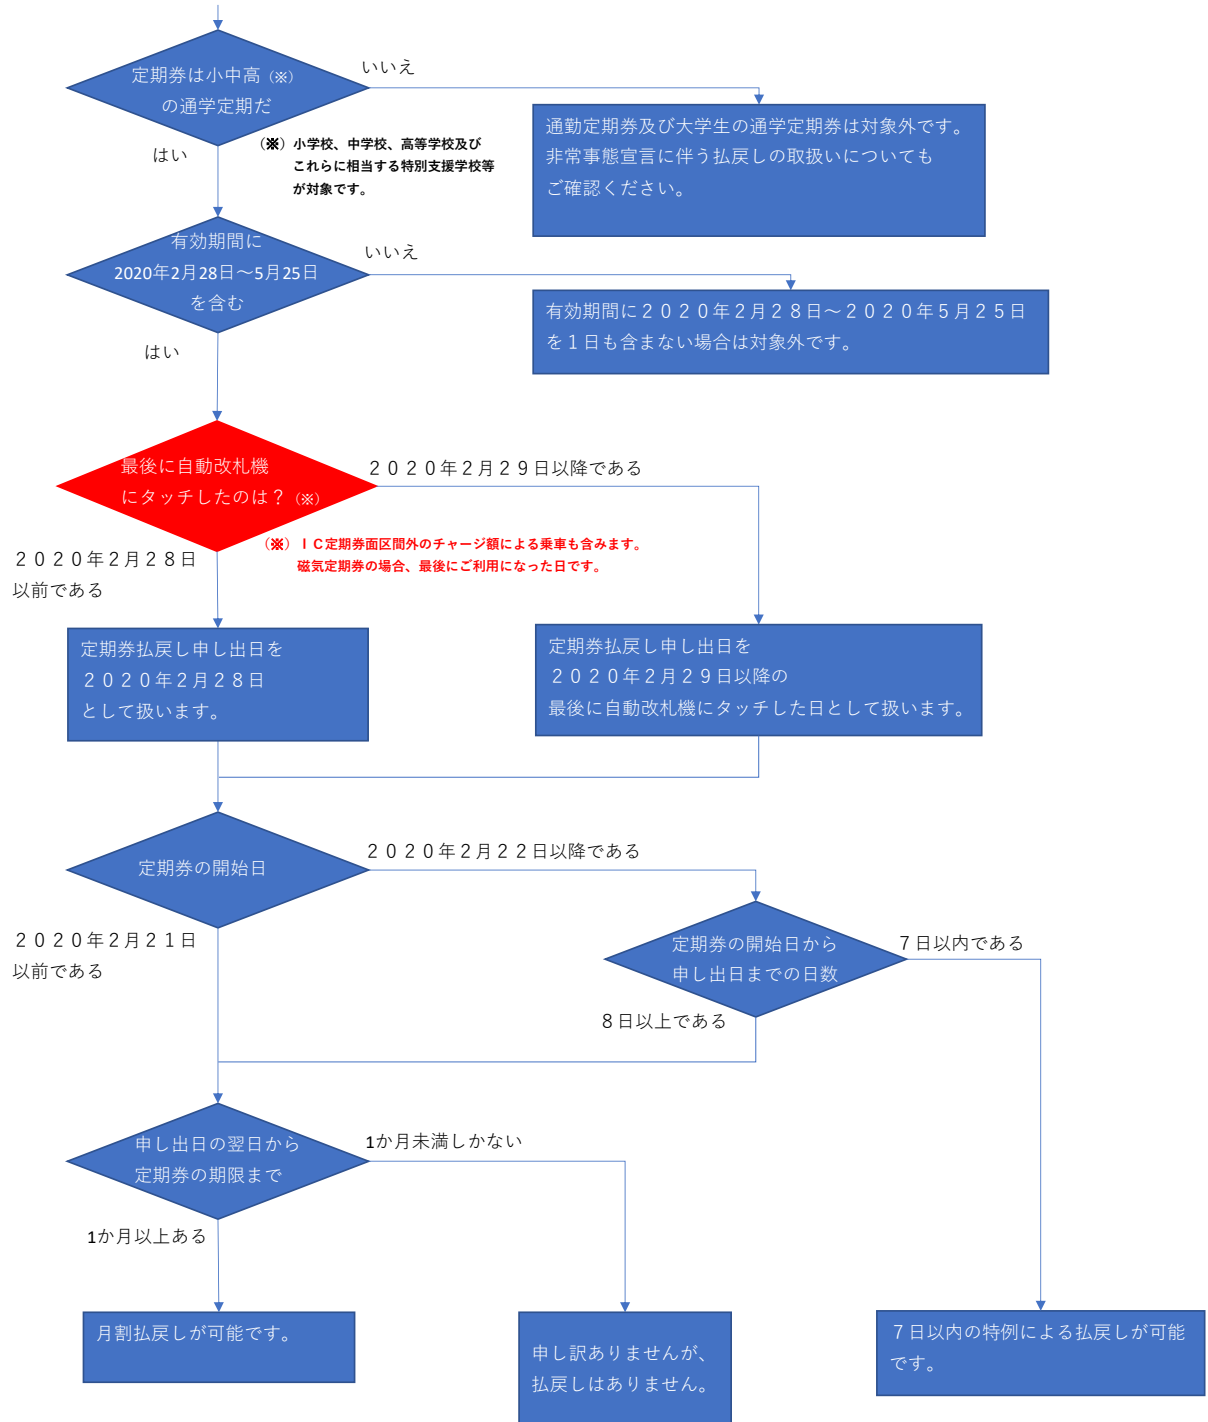 定期券は小中高（※）
の通学定期だ
いいえ
はい
（※）小学校、中学校、高等学校及び
これらに相当する特別支援学校等
が対象です。
通勤定期券及び大学生の通学定期券は対象外です。
非常事態宣言に伴う払戻しの取扱いについても
ご確認ください。
有効期間に
2020年2月28日～5月25日
を含む
いいえ
はい
有効期間に２０２０年２月２８日～２０２０年５月２５日
を１日も含まない場合は対象外です。
最後に自動改札機
にタッチしたのは？（※）
２０２０年２月２９日以降である
（※）ＩＣ定期券面区間外のチャージ額による乗車も含みます。
磁気定期券の場合、最後にご利用になった日です。
２０２０年２月２８日
以前である
定期券払戻し申し出日を
２０２０年２月２８日
として扱います。
定期券払戻し申し出日を
２０２０年２月２９日以降の
最後に自動改札機にタッチした日として扱います。
定期券の開始日
２０２０年２月２２日以降である
２０２０年２月２１日
以前である
定期券の開始日から
申し出日までの日数
７日以内である
８日以上である
申し出日の翌日から
定期券の期限まで
1か月未満しかない
1か月以上ある
月割払戻しが可能です。
申し訳ありませんが、
払戻しはありません。
７日以内の特例による払戻しが可能
です。